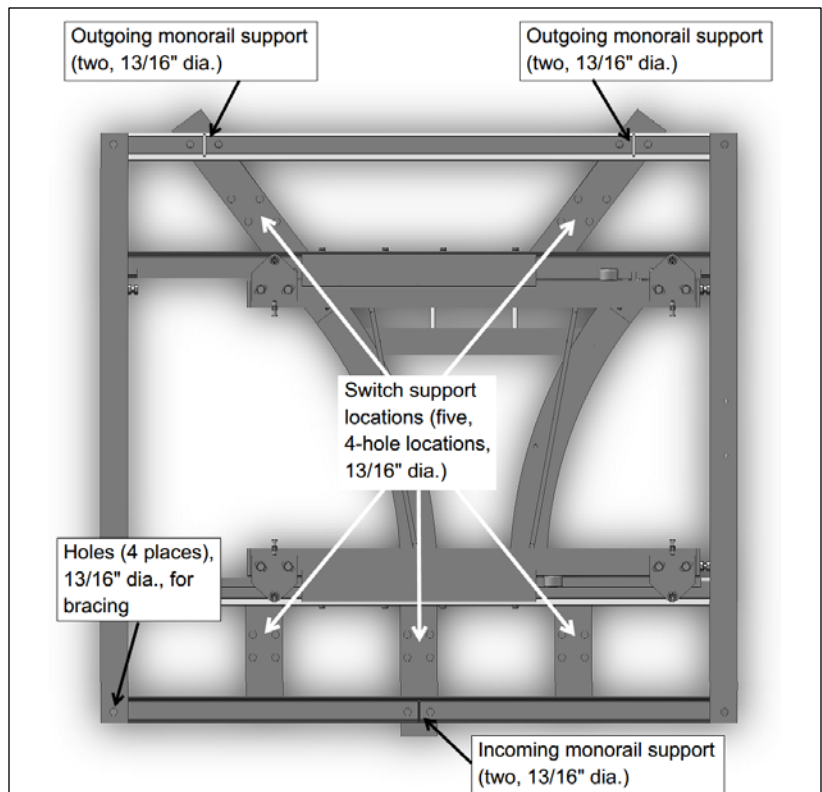 Outgoing monorail support
(two, 13/16" dia.)
Outgoing monorail support
(two, 13/16" dia.)
Switch support
locations (five,
4-hole locations,
13/16" dia.)
Holes (4 places),
13/16" dia., for
bracing
Incoming monorail support
(two, 13/16" dia.)